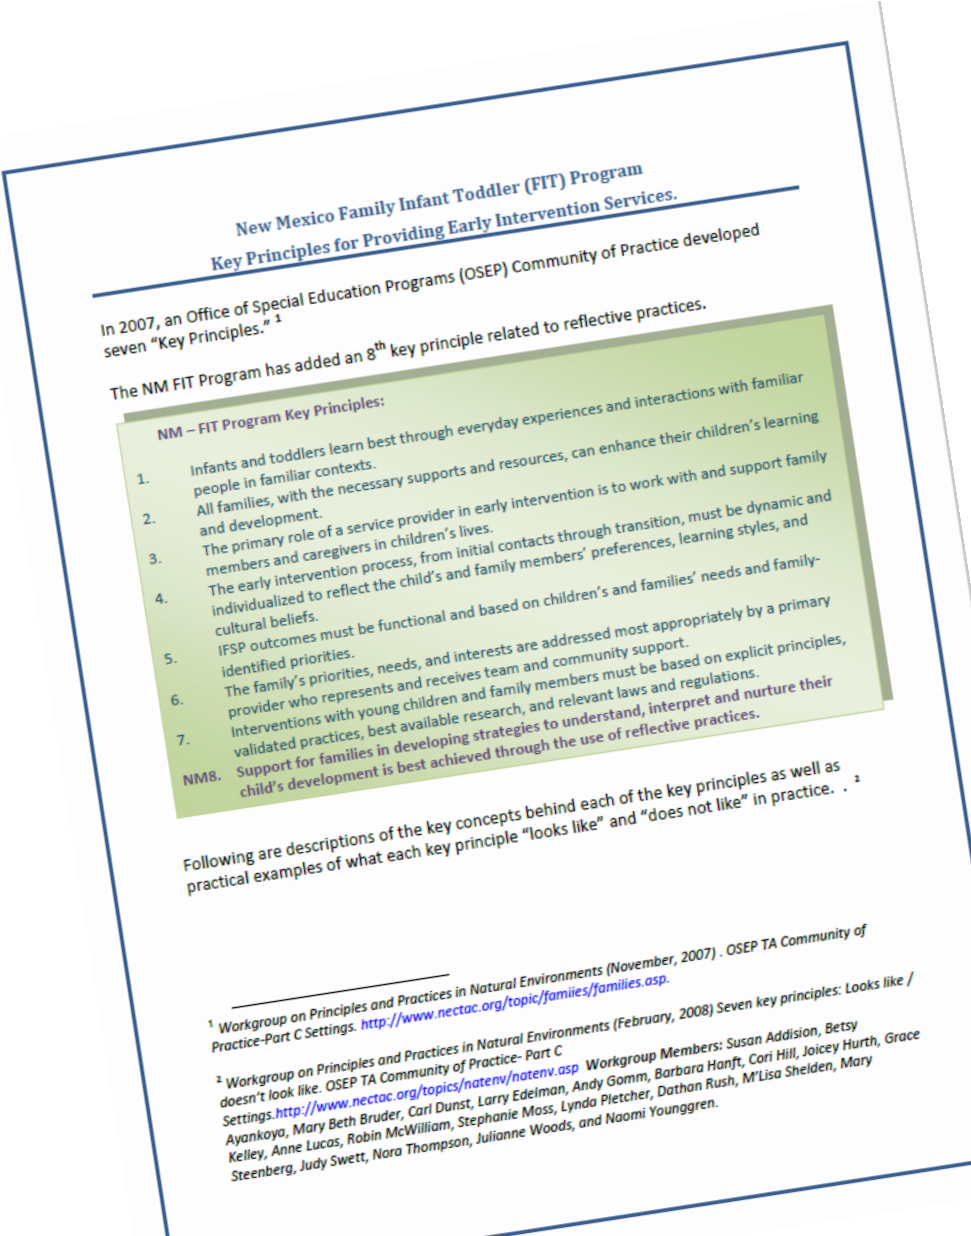 New Mexico Family Infant Toddler (FIT) Program
Key Principles for Providing Early Intervention Services.
In 2007, an Office of Special Education Programs (OSEP) Community of Practice developed
seven “Key Principles.” 1
The NM FIT Program has added an 8th key principle related to reflective practices.
NM – FIT Program Key Principles:
1. Infants and toddlers learn best through everyday experiences and interactions with familiar
people in familiar contexts.
2. All families, with the necessary supports and resources, can enhance their children’s learning
and development.
3. The primary role of a service provider in early intervention is to work with and support family
members and caregivers in children’s lives.
4. The early intervention process, from initial contacts through transition, must be dynamic and
individualized to reflect the child’s and family members’ preferences, learning styles, and
cultural beliefs.
5. IFSP outcomes must be functional and based on children’s and families’ needs and family-
identified priorities.
6. The family’s priorities, needs, and interests are addressed most appropriately by a primary
provider who represents and receives team and community support.
7. Interventions with young children and family members must be based on explicit principles,
validated practices, best available research, and relevant laws and regulations.
NM8. Support for families in developing strategies to understand, interpret and nurture their
child’s development is best achieved through the use of reflective practices.
Following are descriptions of the key concepts behind each of the key principles as well as
practical examples of what each key principle “looks like” and “does not like” in practice. . 2
1 Workgroup on Principles and Practices in Natural Environments (November, 2007) . OSEP TA Community of
Practice-Part C Settings. http://www.nectac.org/topic/famiies/families.asp.
2 Workgroup on Principles and Practices in Natural Environments (February, 2008) Seven key principles: Looks like /
doesn’t look like. OSEP TA Community of Practice- Part C
Settings.http://www.nectac.org/topics/natenv/natenv.asp Workgroup Members: Susan Addision, Betsy
Ayankoya, Mary Beth Bruder, Carl Dunst, Larry Edelman, Andy Gomm, Barbara Hanft, Cori Hill, Joicey Hurth, Grace
Kelley, Anne Lucas, Robin McWilliam, Stephanie Moss, Lynda Pletcher, Dathan Rush, M’Lisa Shelden, Mary
Steenberg, Judy Swett, Nora Thompson, Julianne Woods, and Naomi Younggren.